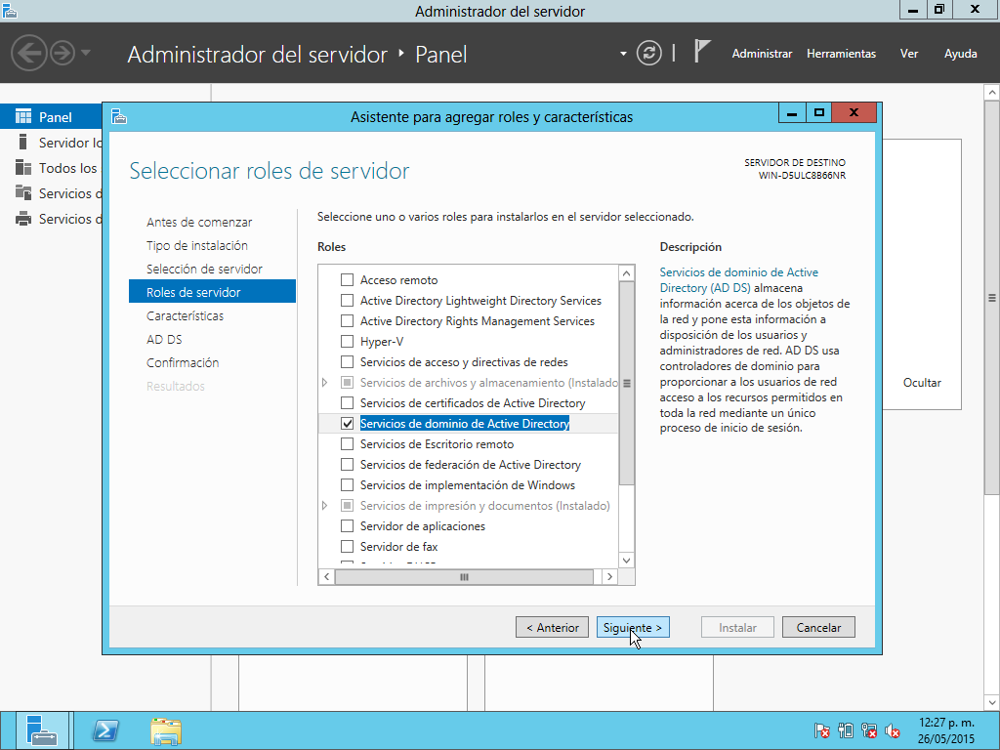 Administrador del servidor
Administrador del servidor
Panel
Administrar
Herramientas
Ver
Ayuda
Panel
Servidor lo
Todos los
Servicios d
Servicios d
Asistente para agregar roles y características
Seleccionar roles de servidor
SERVIDOR DE DESTINO
WIN-D5ULC8B66NR
Antes de comenzar
Tipo de instalación
Selección de servidor
Roles de servidor
Características
AD DS
Confirmación
Resultados
Seleccione uno o varios roles para instalarlos en el servidor seleccionado.
Roles
Acceso remoto
Active Directory Lightweight Directory Services
Active Directory Rights Management Services
Hyper-V
Servicios de acceso y directivas de redes
Servicios de archivos y almacenamiento (Instalado
Servicios de certificados de Active Directory
Servicios de dominio de Active Directory
Servicios de Escritorio remoto
Servicios de federación de Active Directory
Servicios de implementación de Windows
Servicios de impresión y documentos (Instalado)
Servidor de aplicaciones
Servidor de fax
Descripción
Servicios de dominio de Active
Directory (AD DS) almacena
información acerca de los objetos de
la red y pone esta información a
disposición de los usuarios y
administradores de red. AD DS usa
controladores de dominio para
proporcionar a los usuarios de red
acceso a los recursos permitidos en
toda la red mediante un único
proceso de inicio de sesión.
Ocultar
< Anterior
Siguiente >
Instalar
Cancelar
12:27 p. m.
26/05/2015